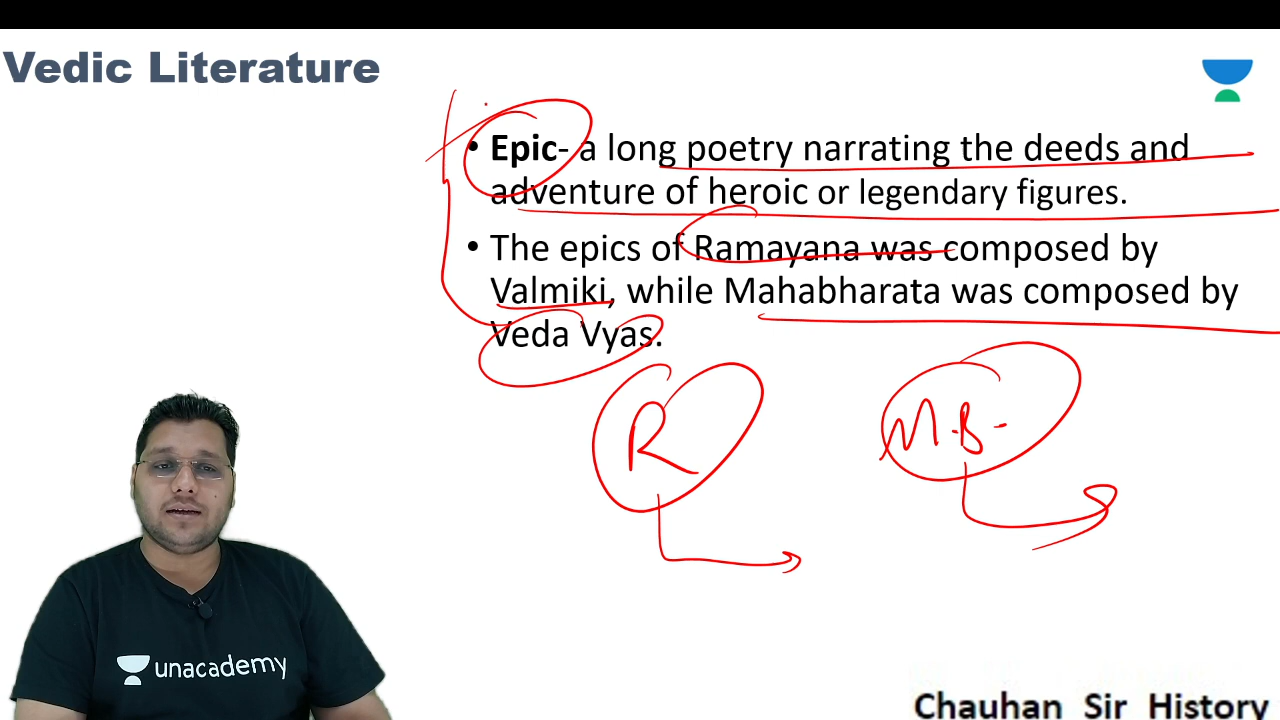 Vedic Literature
• Epic- a long poetry narrating the deeds and
adventure of heroic or legendary figures.
• The epics of Ramayana was composed by
Valmiki, while Mahabharata was composed by
Veda Vyas.
R
M.B.
unacademy
Chauhan Sir History